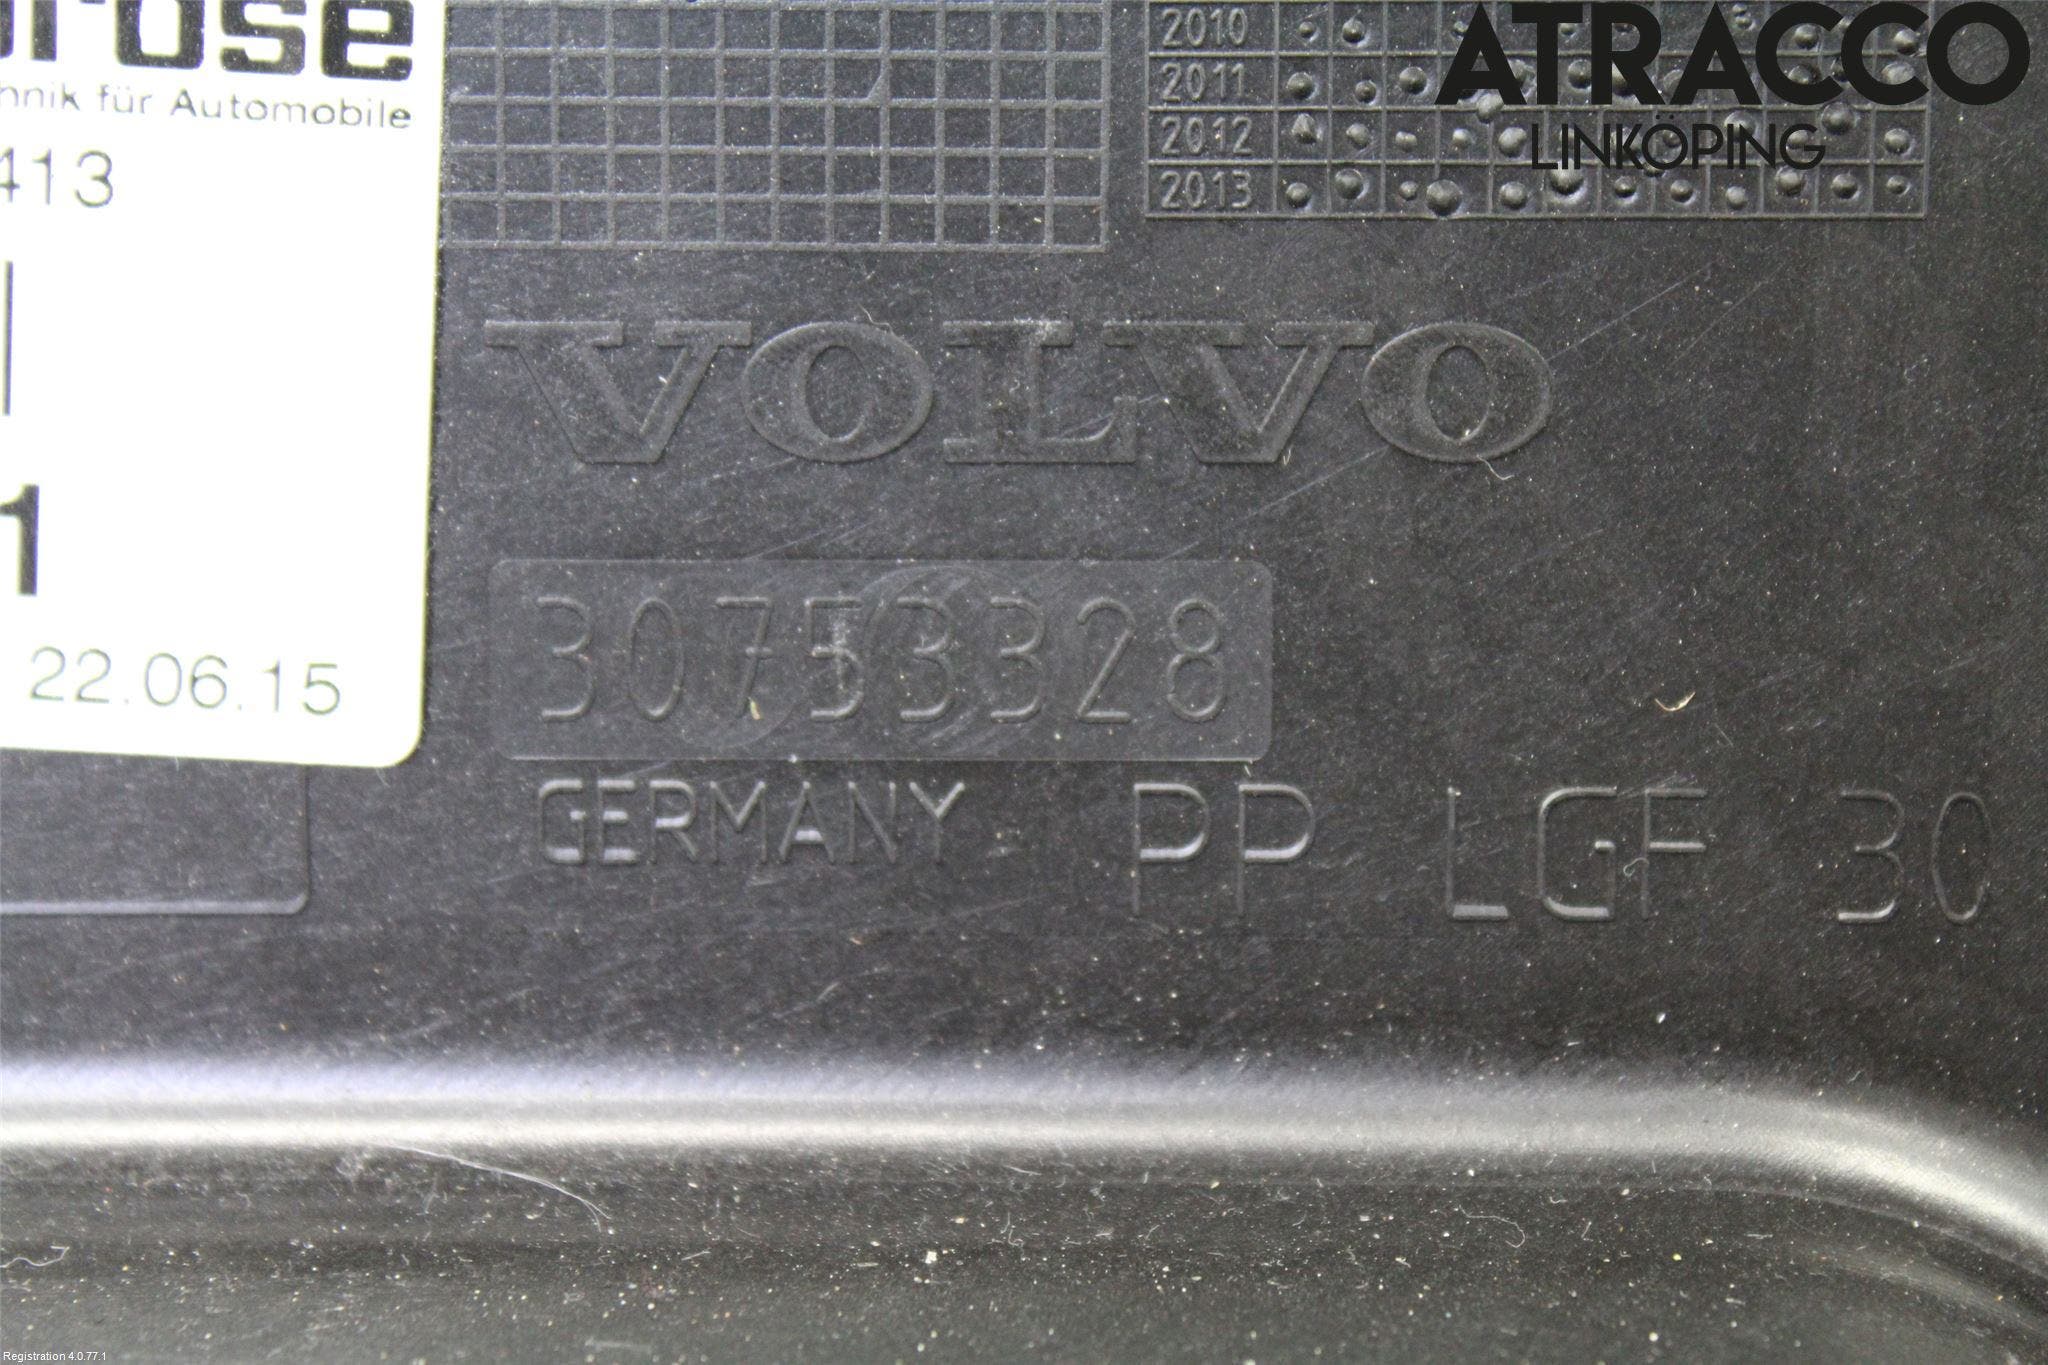 2010
2011
2012
2013
ATRACCO
LINKÖPING
für Automobile
413
1
22.06.15
VOLVO
30753328
GERMANY PP LGF 30
Registration 4.0.77.1